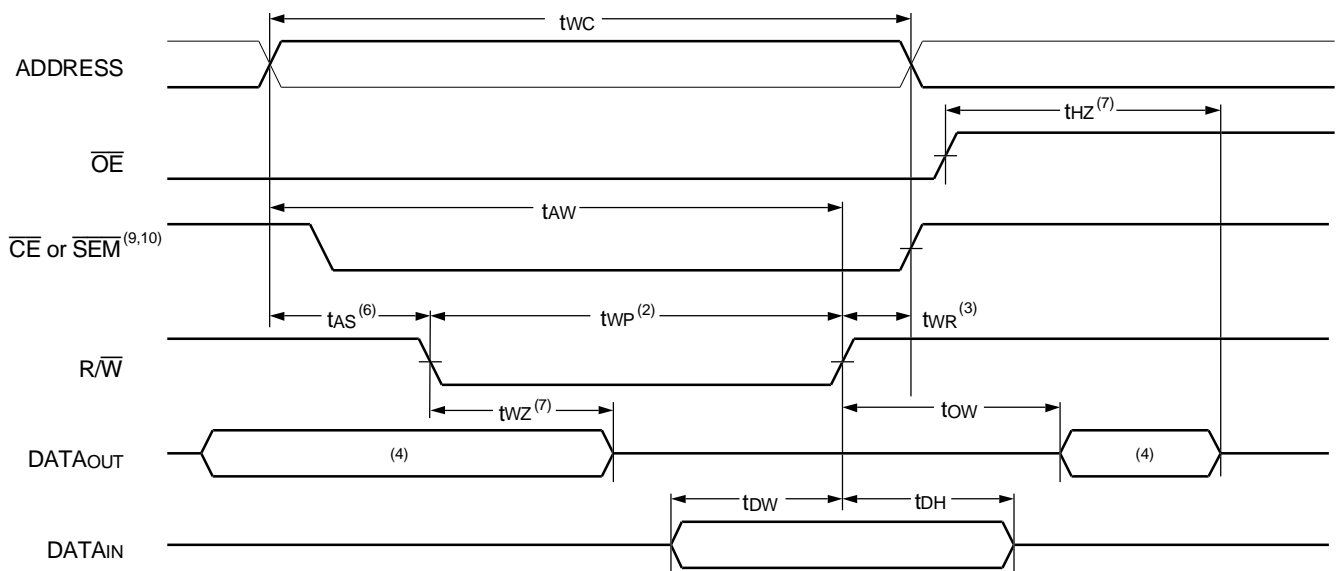 tWC
ADDRESS
tHZ(7)
OE
tAW
CE or SEM(9,10)
tAS(6) tWP(2) tWR(3)
R/W
tWZ(7) tOW
DATAOUT (4) (4)
tDW tDH
DATAIN